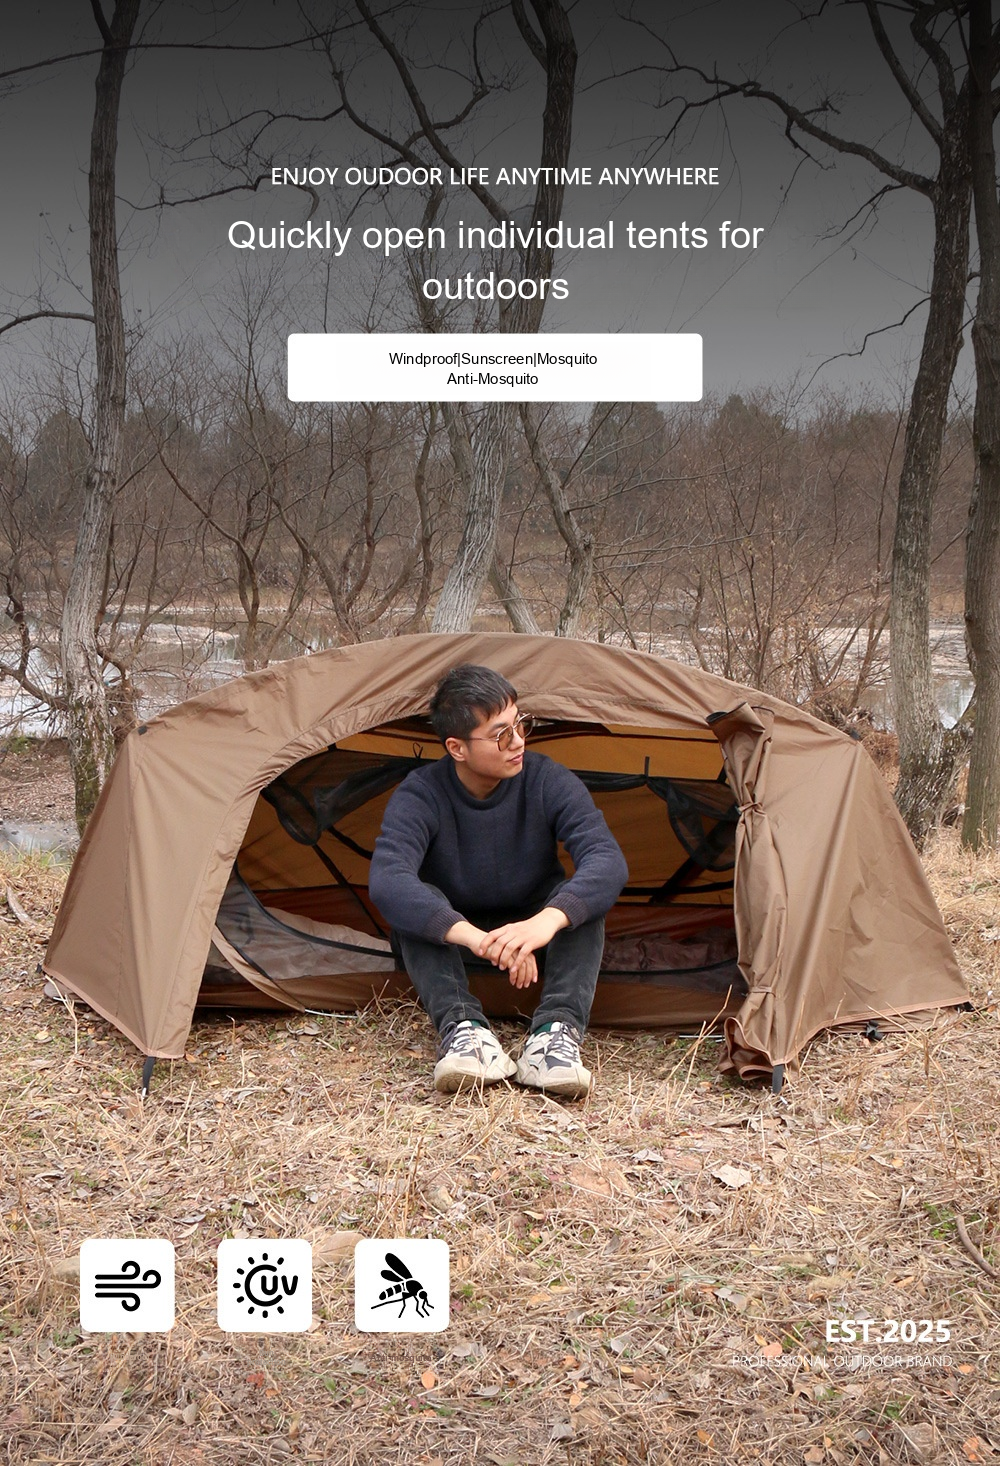 ENJOY OUDOOR LIFE ANYTIME ANYWHERE
Quickly open individual tents for
outdoors
Windproof|Sunscreen|Mosquito
Anti-Mosquito
UV
EST.2025
PROFESSIONAL OUTDOOR BRAND